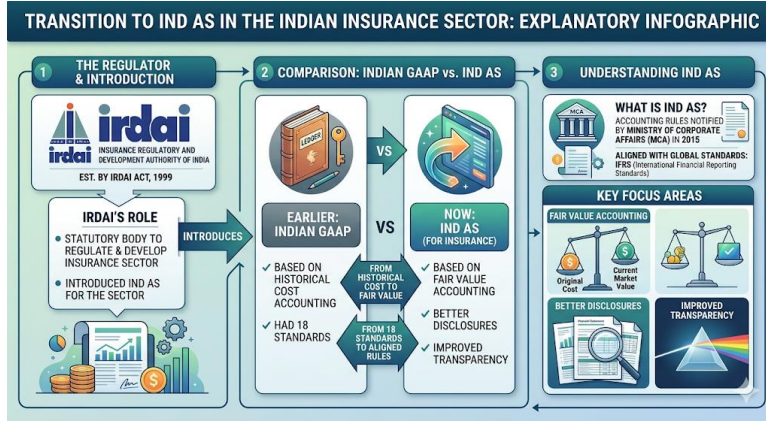 TRANSITION TO IND AS IN THE INDIAN INSURANCE SECTOR: EXPLANATORY INFOGRAPHIC
1 THE REGULATOR
& INTRODUCTION
irdai
irdai
INSURANCE REGULATORY AND
DEVELOPMENT AUTHORITY OF INDIA
EST. BY IRDAI ACT, 1999
IRDAI'S ROLE
• STATUTORY BODY TO
REGULATE & DEVELOP
INSURANCE SECTOR
• INTRODUCED IND AS
FOR THE SECTOR
INTRODUCES
2 COMPARISON: INDIAN GAAP vs. IND AS
LEDGER
VS
EARLIER:
INDIAN GAAP
VS
NOW:
IND AS
(FOR INSURANCE)
✓ BASED ON
HISTORICAL
COST
ACCOUNTING
✓ HAD 18
STANDARDS
FROM
HISTORICAL
COST TO
FAIR VALUE
FROM 18
STANDARDS
TO ALIGNED
RULES
✓ BASED ON
FAIR VALUE
ACCOUNTING
✓ BETTER
DISCLOSURES
✓ IMPROVED
TRANSPARENCY
3 UNDERSTANDING IND AS
MCA
WHAT IS IND AS?
ACCOUNTING RULES NOTIFIED
BY MINISTRY OF CORPORATE
AFFAIRS (MCA) IN 2015
ALIGNED WITH GLOBAL STANDARDS:
IFRS (International Financial Reporting
Standards)
KEY FOCUS AREAS
FAIR VALUE ACCOUNTING
$
$
Original
Cost
Current
Market
Value
BETTER DISCLOSURES
IMPROVED
TRANSPARENCY
$